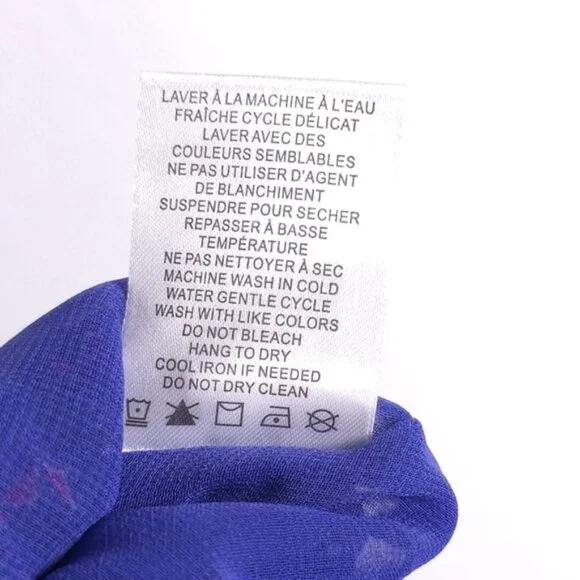 LAVER À LA MACHINE À L'EAU
FRAÎCHE CYCLE DÉLICAT
LAVER AVEC DES
COULEURS SEMBLABLES
NE PAS UTILISER D'AGENT
DE BLANCHIMENT
SUSPENDRE POUR SECHER
REPASSER À BASSE
TEMPÉRATURE
NE PAS NETTOYER À SEC
MACHINE WASH IN COLD
WATER GENTLE CYCLE
WASH WITH LIKE COLORS
DO NOT BLEACH
HANG TO DRY
COOL IRON IF NEEDED
DO NOT DRY CLEAN